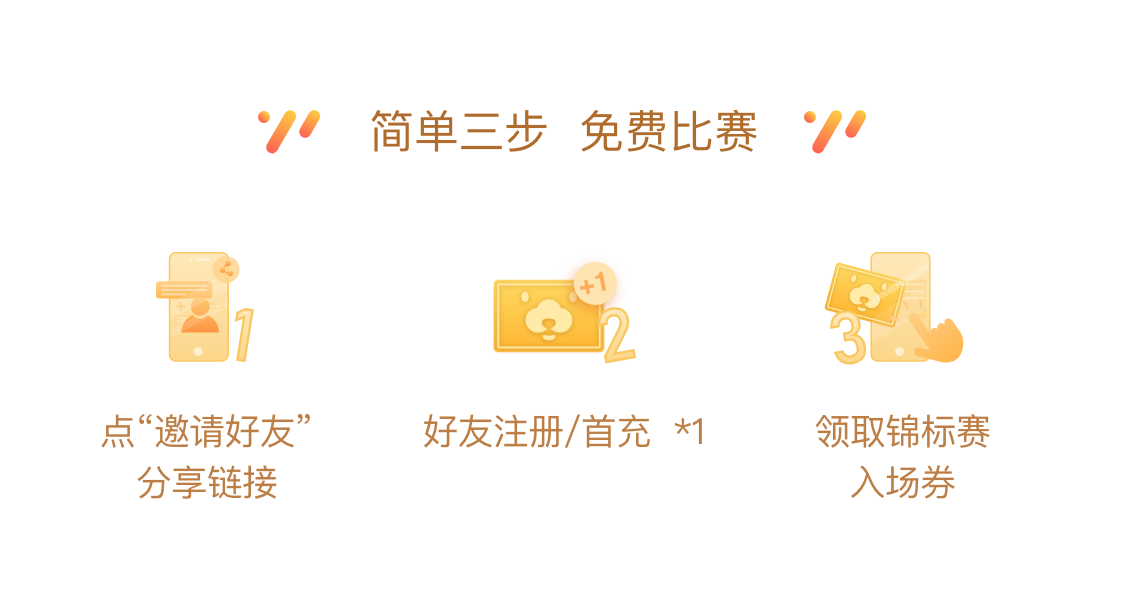 简单三步 免费比赛
+1
1
2
3
点“邀请好友”
分享链接
好友注册/首充 *1
领取锦标赛
入场券